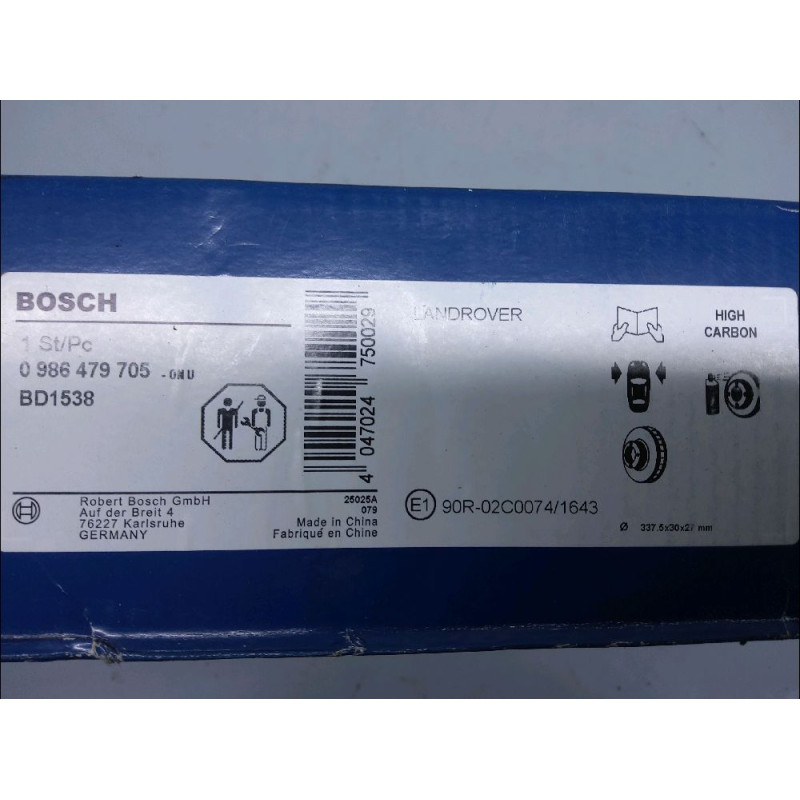 BOSCH
1 St/Pc
0 986 479 705
BD1538
4 047024 750029
LANDROVER
HIGH
CARBON
Robert Bosch GmbH
Auf der Breit 4
76227 Karlsruhe
GERMANY
25025A
079
Made in China
Fabriqué en Chine
E1 90R-02C0074/1643
Ø 337.5x30x27 mm